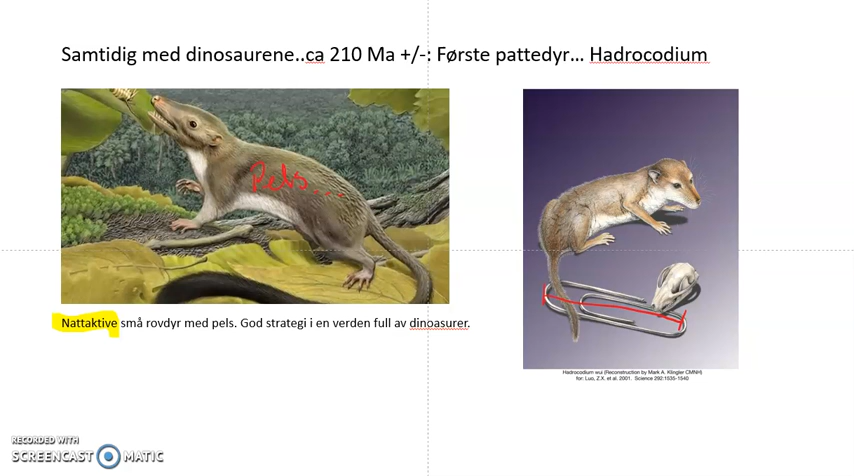 Samtidig med dinosaurene..ca 210 Ma +/-: Første pattedyr… Hadrocodium
Pels...
Nattaktive små rovdyr med pels. God strategi i en verden full av dinoasurer.
Hadrocodium wui (Reconstruction by Mark A. Klingler CMNH)
for: Luo, Z.X. et al. 2001. Science 292:1535-1540
RECORDED WITH
SCREENCAST MATIC